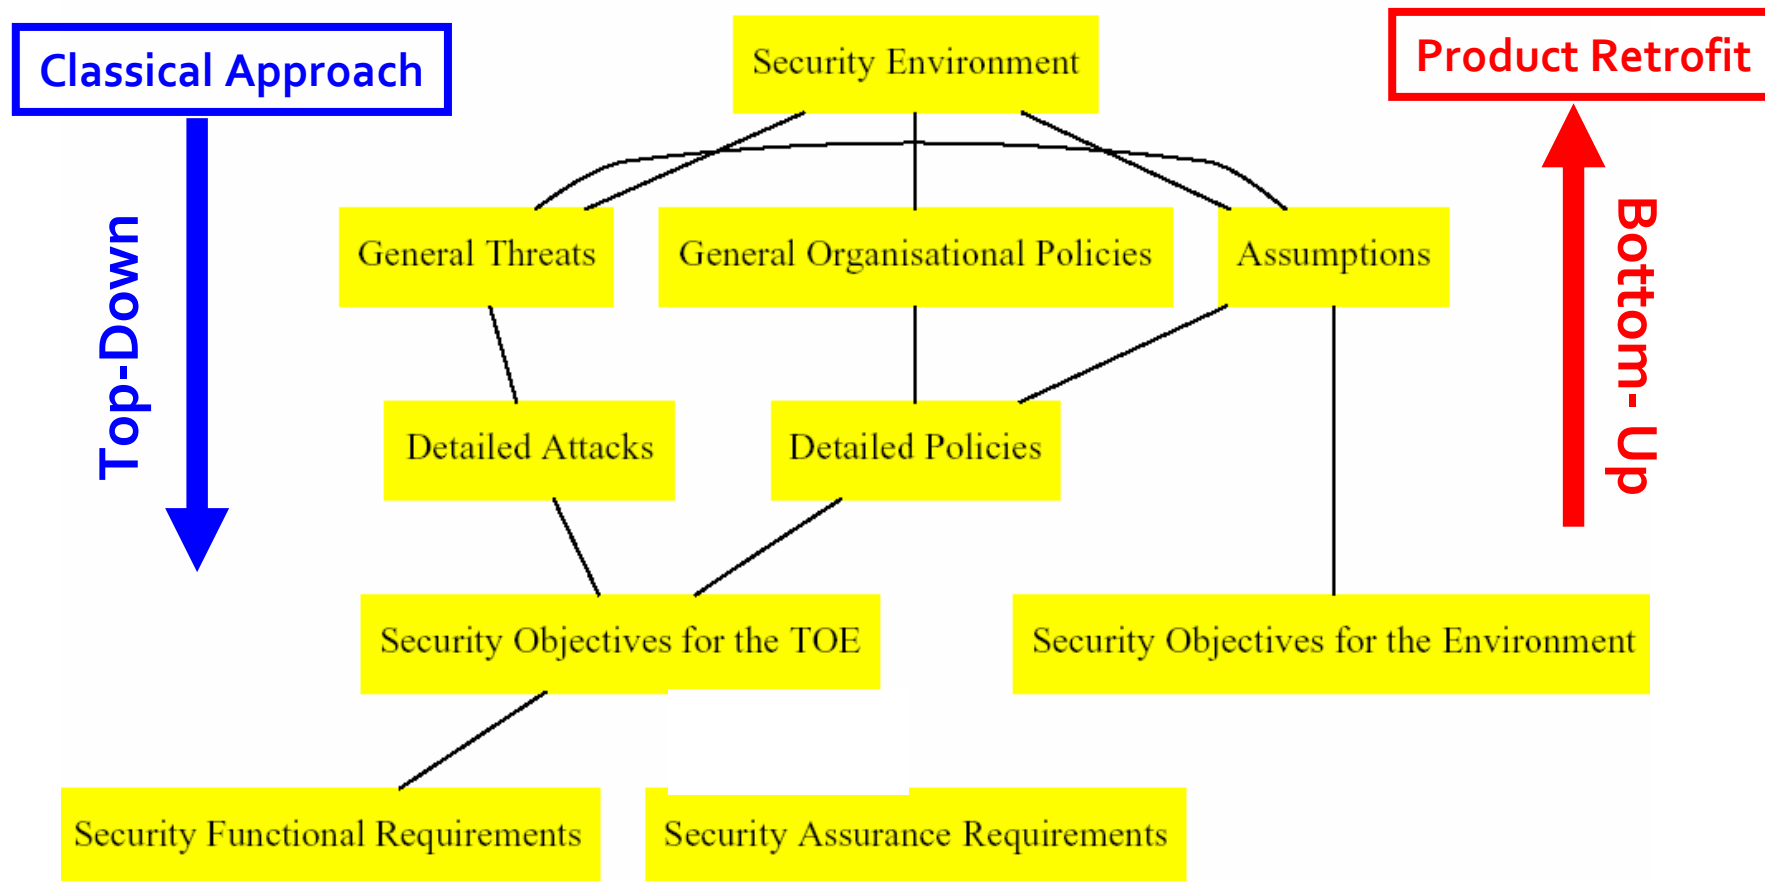 Classical Approach
Security Environment
Product Retrofit
Top-Down
General Threats
General Organisational Policies
Assumptions
Bottom- Up
Detailed Attacks
Detailed Policies
Security Objectives for the TOE
Security Objectives for the Environment
Security Functional Requirements
Security Assurance Requirements